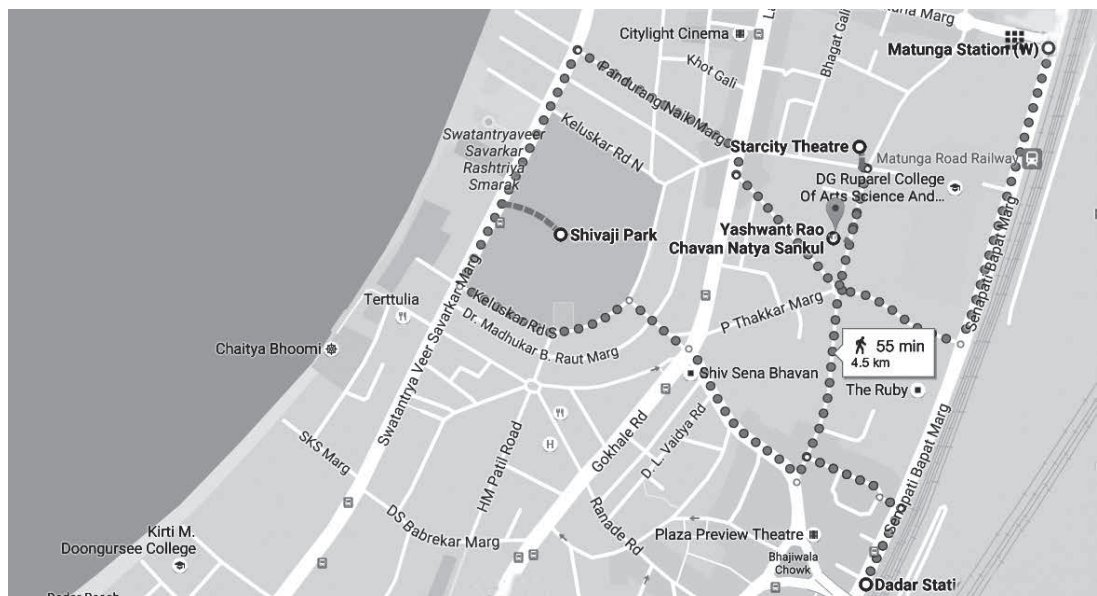 Citylight Cinema
Bhagat Gali
Matunga Station (W)
Khot Gali
Pandurang Naik Marg
Keluskar Rd N
Swatantryaveer
Savarkar
Rashtriya
Smarak
Starcity Theatre
Matunga Road Railway
DG Ruparel College
Of Arts Science And...
Yashwant Rao
Chavan Natya Sankul
Shivaji Park
Senapati Bapat Marg
Terttulia
Keluskar Rd S
Dr. Madhukar B. Raut Marg
P Thakkar Marg
Chaitya Bhoomi
Swatantrya Veer Savarkar Marg
55 min
4.5 km
Shiv Sena Bhavan
The Ruby
SKS Marg
HM Patil Road
H
Gokhale Rd
D. L. Vaidya Rd
Senapati Bapat Marg
DS Babrekar Marg
Ranade Rd
Kirti M.
Doongursee College
Plaza Preview Theatre
Bhajiwala
Chowk
Dadar Stati